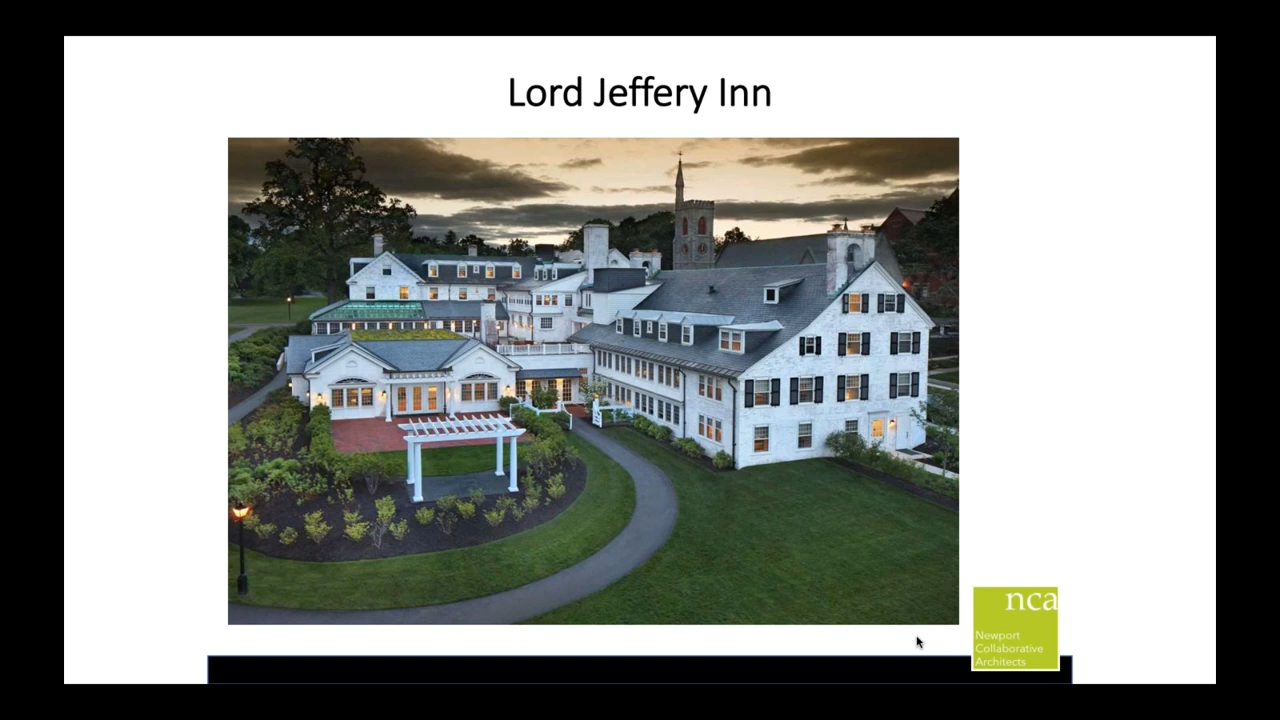 Lord Jeffery Inn
nca
Newport
Collaborative
Architects